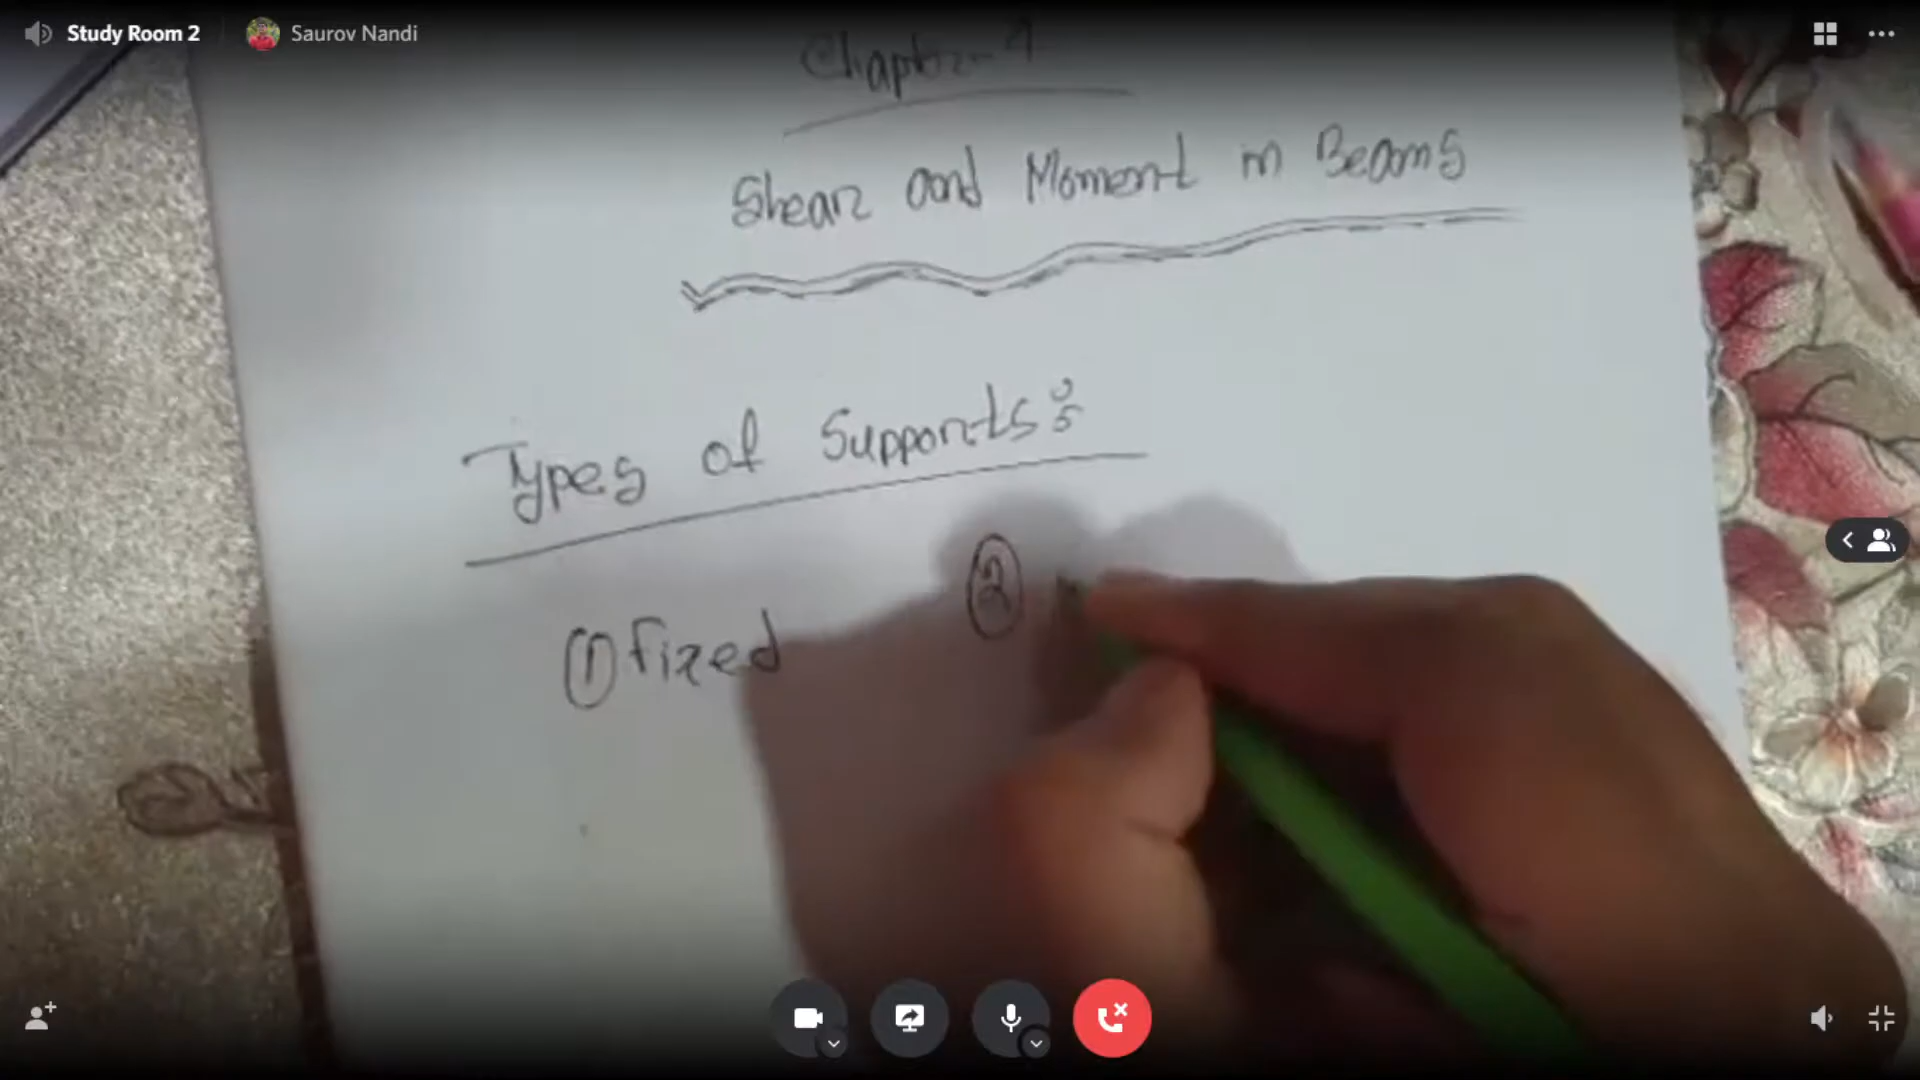 Study Room 2 Saurov Nandi
Chapter-4
Shear and Moment in Beams
Types of Supports:
① fixed ②